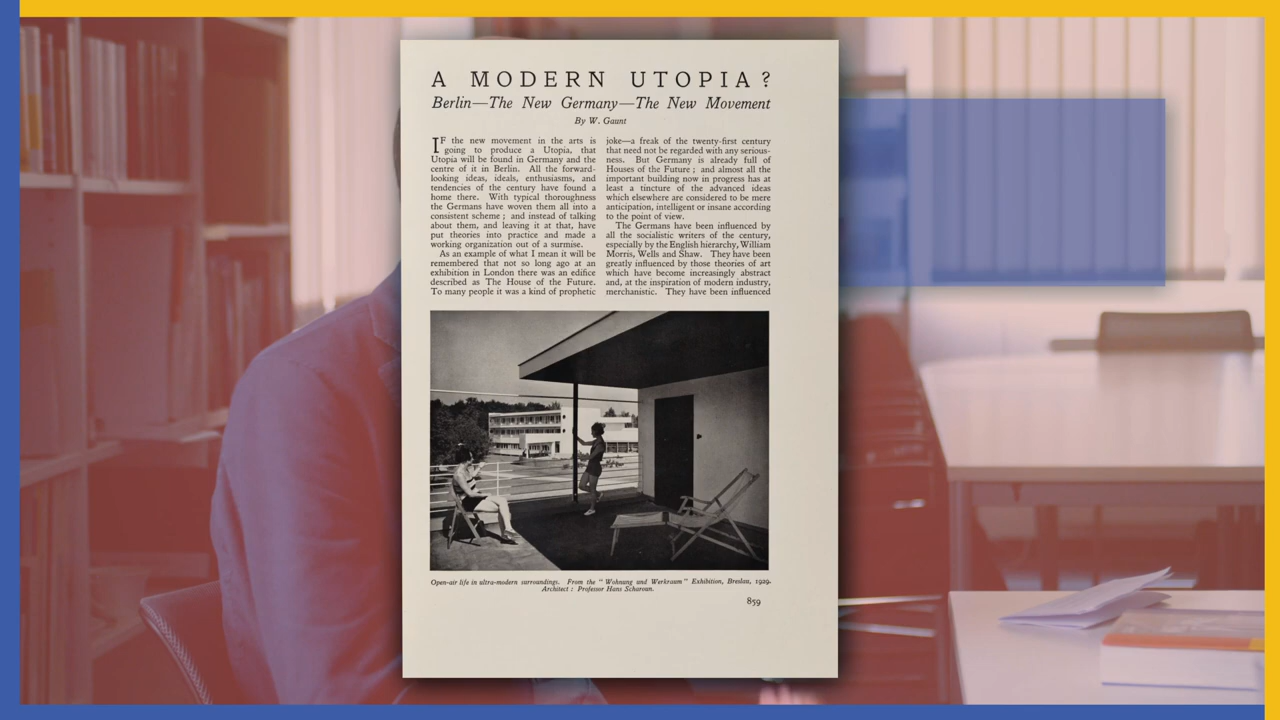 A MODERN UTOPIA?
Berlin—The New Germany—The New Movement
By W. Gaunt
IF the new movement in the arts is
going to produce a Utopia, that
Utopia will be found in Germany and the
centre of it in Berlin. All the forward-
looking ideas, ideals, enthusiasms, and
tendencies of the century have found a
home there. With typical thoroughness
the Germans have woven them all into a
consistent scheme ; and instead of talking
about them, and leaving it at that, have
put theories into practice and made a
working organization out of a surmise.
As an example of what I mean it will be
remembered that not so long ago at an
exhibition in London there was an edifice
described as The House of the Future.
To many people it was a kind of prophetic
joke—a freak of the twenty-first century
that need not be regarded with any serious-
ness. But Germany is already full of
Houses of the Future ; and almost all the
important building now in progress has at
least a tincture of the advanced ideas
which elsewhere are considered to be mere
anticipation, intelligent or insane according
to the point of view.
The Germans have been influenced by
all the socialistic writers of the century,
especially by the English hierarchy, William
Morris, Wells and Shaw. They have been
greatly influenced by those theories of art
which have become increasingly abstract
and, at the inspiration of modern industry,
merchanistic. They have been influenced
Open-air life in ultra-modern surroundings. From the "Wohnung und Werkraum" Exhibition, Breslau, 1929.
Architect : Professor Hans Scharoun.
859